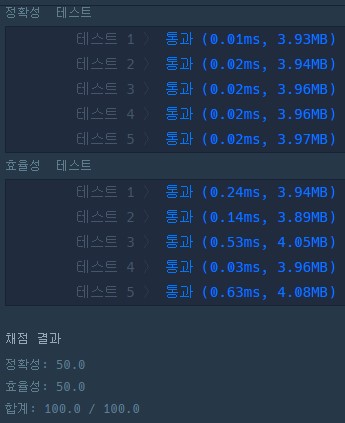 정확성 테스트
테스트 1 〉 통과 (0.01ms, 3.93MB)
테스트 2 〉 통과 (0.02ms, 3.94MB)
테스트 3 〉 통과 (0.02ms, 3.96MB)
테스트 4 〉 통과 (0.02ms, 3.96MB)
테스트 5 〉 통과 (0.02ms, 3.97MB)
효율성 테스트
테스트 1 〉 통과 (0.24ms, 3.94MB)
테스트 2 〉 통과 (0.14ms, 3.89MB)
테스트 3 〉 통과 (0.53ms, 4.05MB)
테스트 4 〉 통과 (0.03ms, 3.96MB)
테스트 5 〉 통과 (0.63ms, 4.08MB)
채점 결과
정확성: 50.0
효율성: 50.0
합계: 100.0 / 100.0